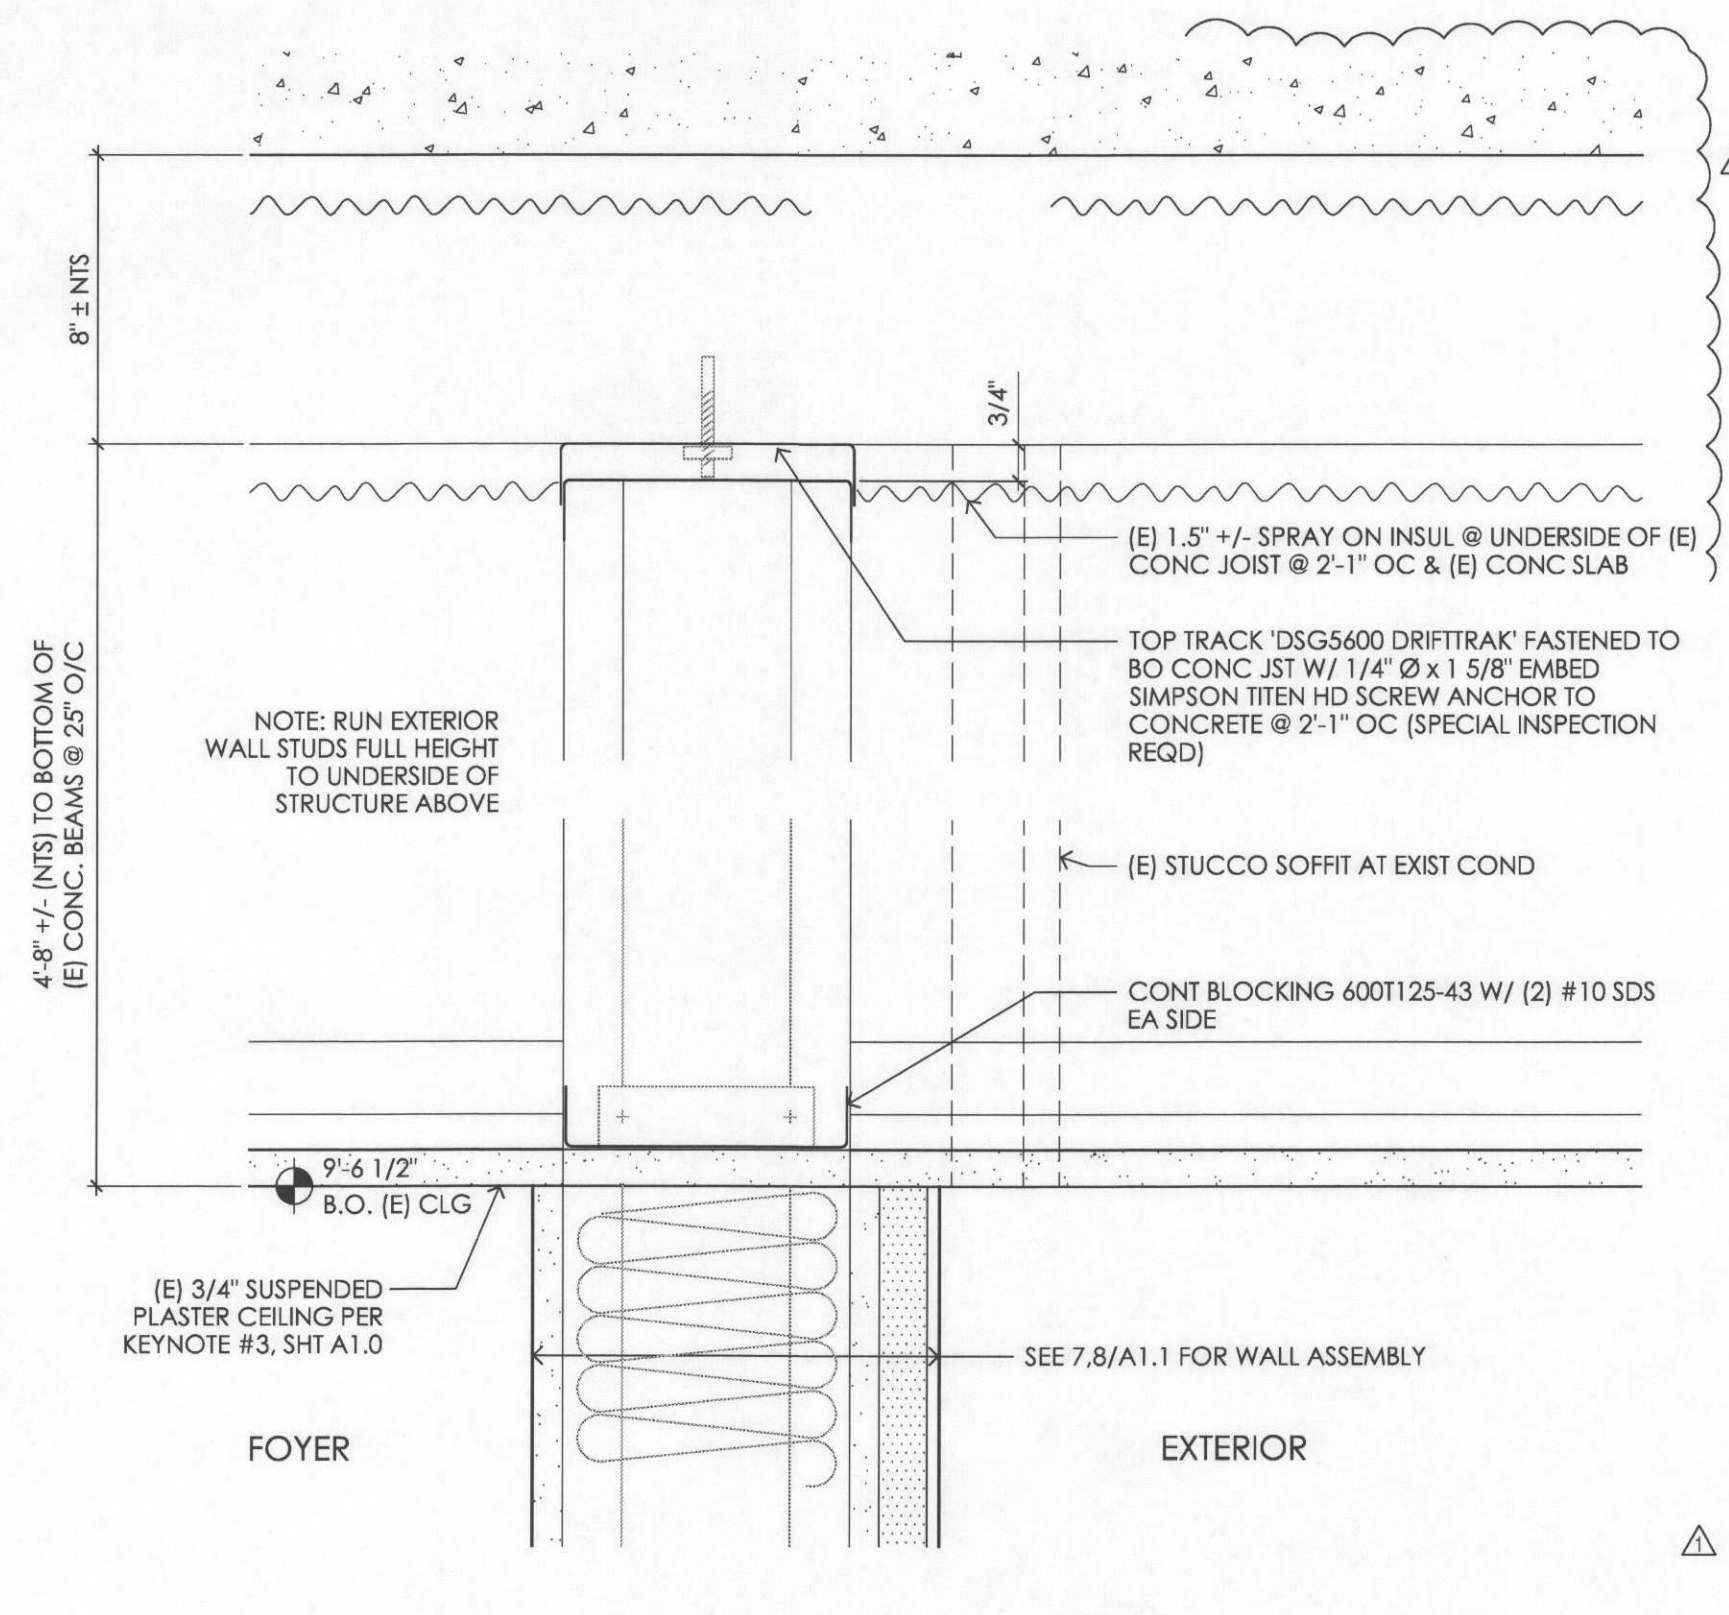 8" ± NTS
3/4"
(E) 1.5" +/- SPRAY ON INSUL @ UNDERSIDE OF (E)
CONC JOIST @ 2'-1" OC & (E) CONC SLAB
TOP TRACK 'DSG5600 DRIFTTRAK' FASTENED TO
BO CONC JST W/ 1/4" Ø x 1 5/8" EMBED
SIMPSON TITEN HD SCREW ANCHOR TO
CONCRETE @ 2'-1" OC (SPECIAL INSPECTION
REQD)
4'-8" +/- (NTS) TO BOTTOM OF
(E) CONC. BEAMS @ 25" O/C
NOTE: RUN EXTERIOR
WALL STUDS FULL HEIGHT
TO UNDERSIDE OF
STRUCTURE ABOVE
(E) STUCCO SOFFIT AT EXIST COND
CONT BLOCKING 600T125-43 W/ (2) #10 SDS
EA SIDE
9'-6 1/2"
B.O. (E) CLG
(E) 3/4" SUSPENDED
PLASTER CEILING PER
KEYNOTE #3, SHT A1.0
SEE 7,8/A1.1 FOR WALL ASSEMBLY
FOYER
EXTERIOR
1